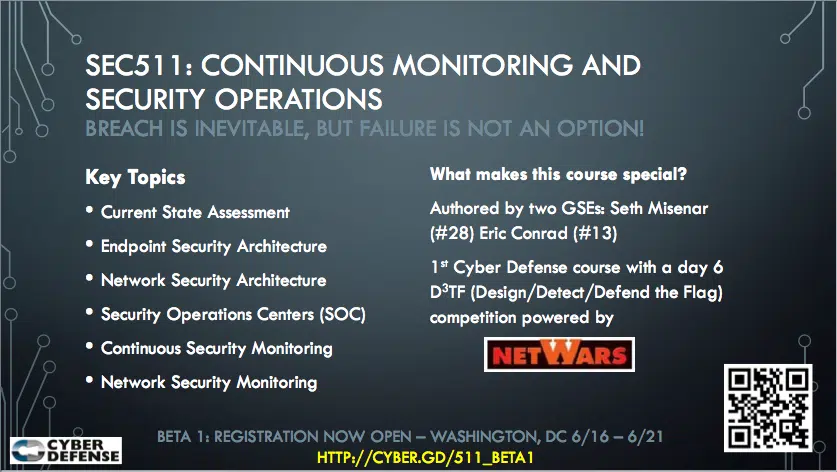 SEC511: CONTINUOUS MONITORING AND
SECURITY OPERATIONS
BREACH IS INEVITABLE, BUT FAILURE IS NOT AN OPTION!
Key Topics
• Current State Assessment
• Endpoint Security Architecture
• Network Security Architecture
• Security Operations Centers (SOC)
• Continuous Security Monitoring
• Network Security Monitoring
What makes this course special?
Authored by two GSEs: Seth Misenar
(#28) Eric Conrad (#13)
1st Cyber Defense course with a day 6
D³TF (Design/Detect/Defend the Flag)
competition powered by
NETWARS
CYBER
DEFENSE
BETA 1: REGISTRATION NOW OPEN – WASHINGTON, DC 6/16 – 6/21
HTTP://CYBER.GD/511_BETA1